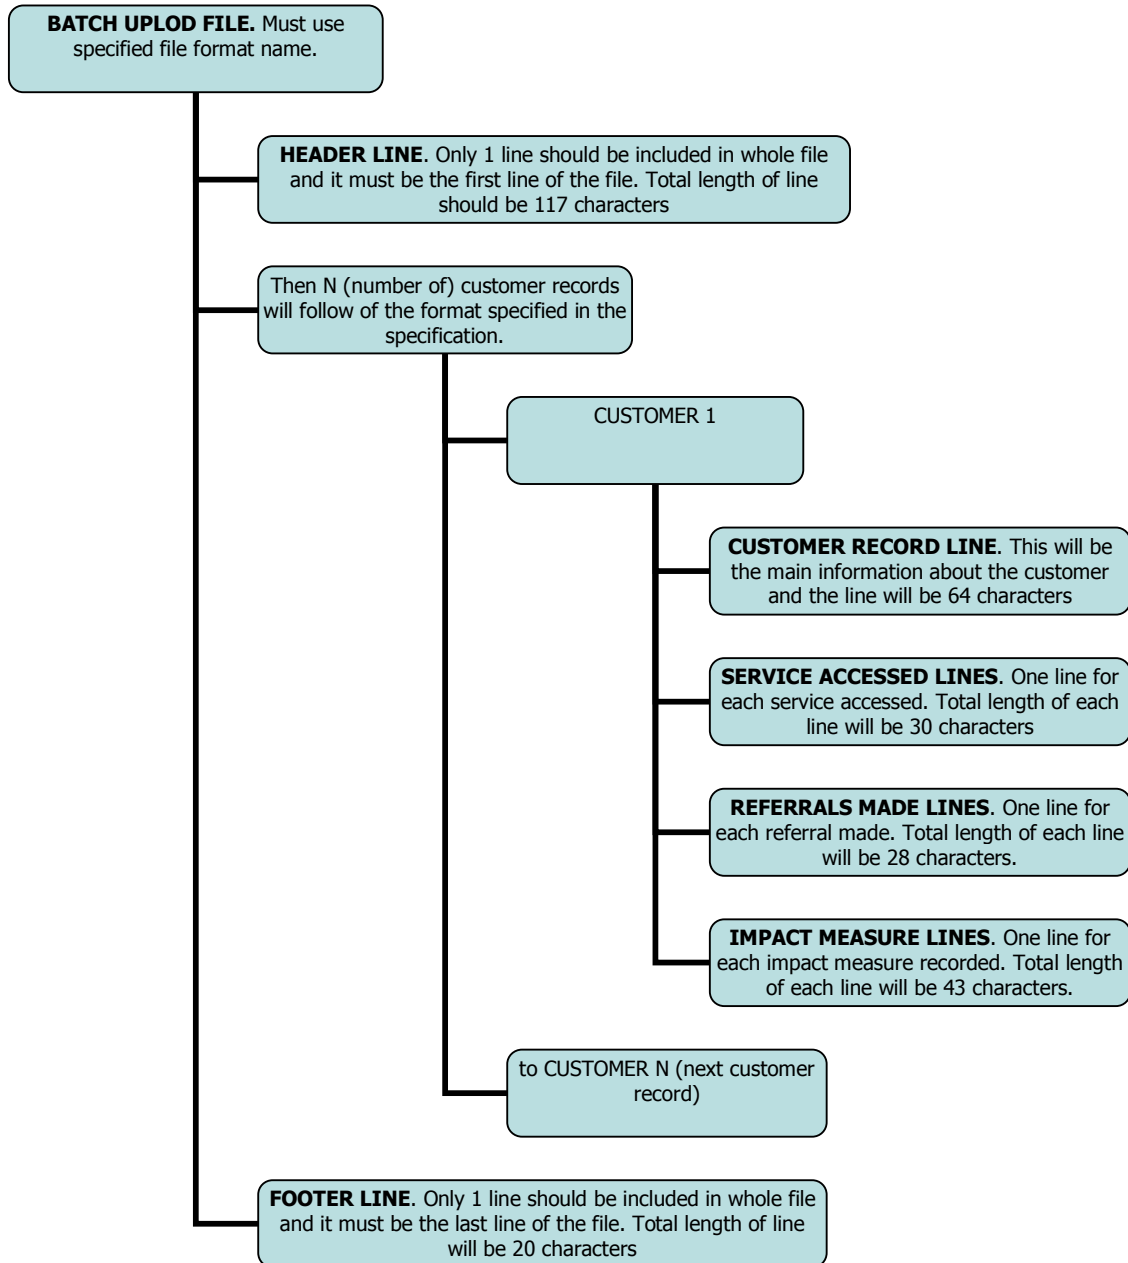 BATCH UPLOD FILE. Must use
specified file format name.
HEADER LINE. Only 1 line should be included in whole file
and it must be the first line of the file. Total length of line
should be 117 characters
Then N (number of) customer records
will follow of the format specified in the
specification.
CUSTOMER 1
CUSTOMER RECORD LINE. This will be
the main information about the customer
and the line will be 64 characters
SERVICE ACCESSED LINES. One line for
each service accessed. Total length of each
line will be 30 characters
REFERRALS MADE LINES. One line for
each referral made. Total length of each line
will be 28 characters.
IMPACT MEASURE LINES. One line for
each impact measure recorded. Total length
of each line will be 43 characters.
to CUSTOMER N (next customer
record)
FOOTER LINE. Only 1 line should be included in whole file
and it must be the last line of the file. Total length of line
will be 20 characters